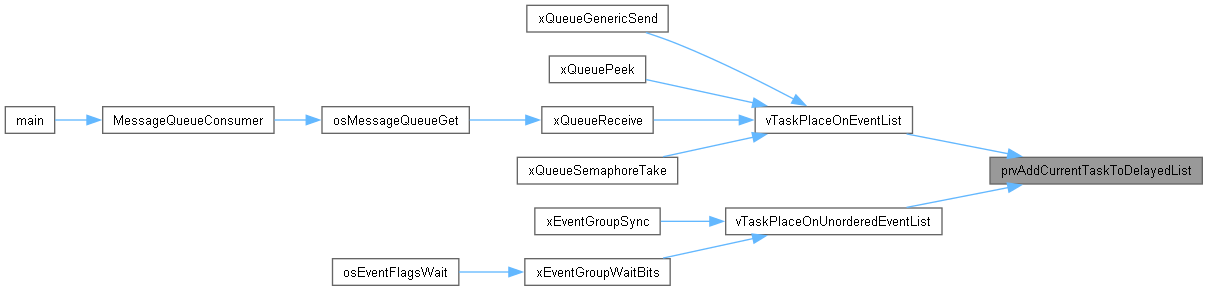 xQueueGenericSend
xQueuePeek
main
MessageQueueConsumer
osMessageQueueGet
xQueueReceive
vTaskPlaceOnEventList
xQueueSemaphoreTake
prvAddCurrentTaskToDelayedList
xEventGroupSync
vTaskPlaceOnUnorderedEventList
osEventFlagsWait
xEventGroupWaitBits